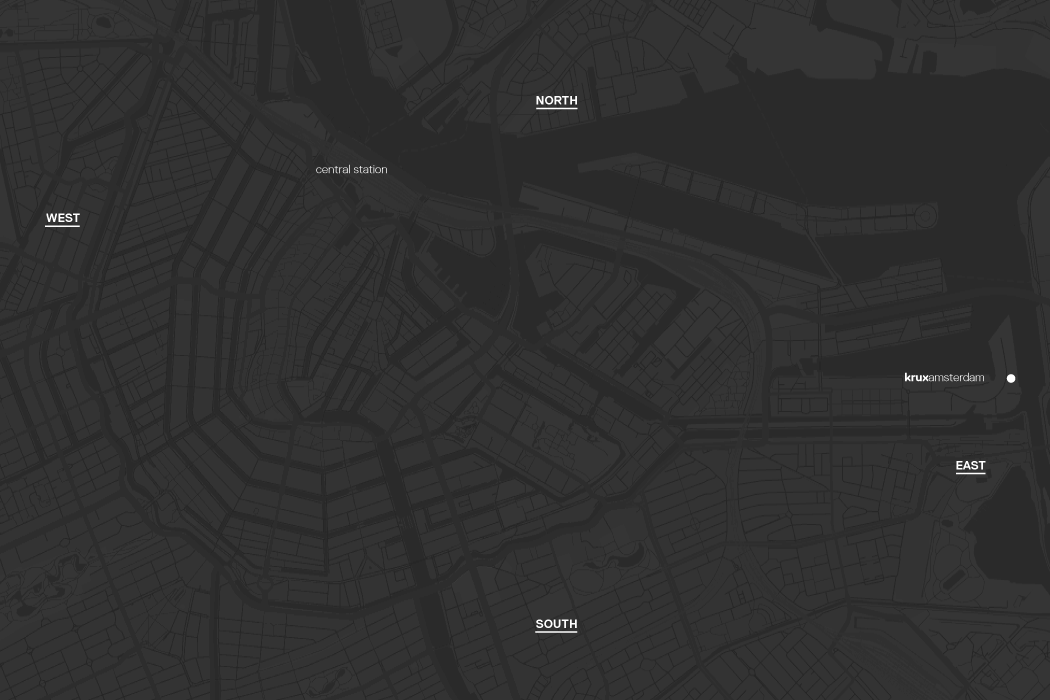 NORTH
central station
WEST
kruxamsterdam
EAST
SOUTH